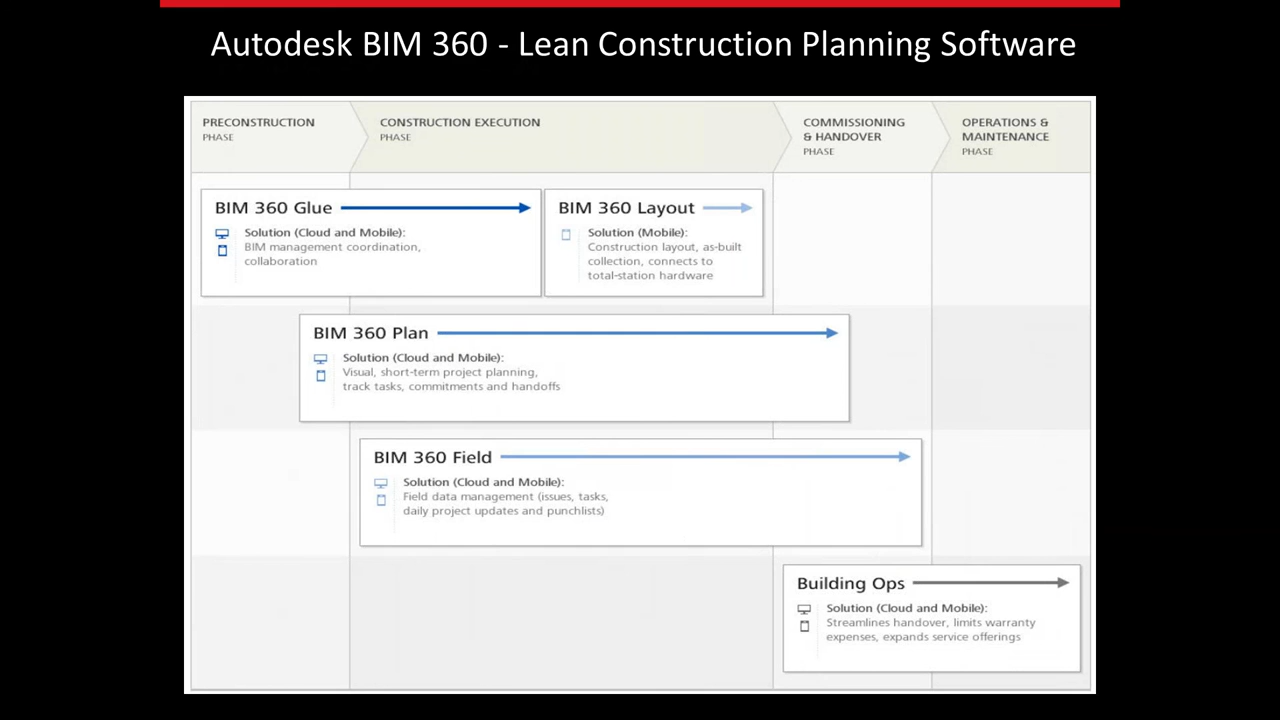 Autodesk BIM 360 - Lean Construction Planning Software
PRECONSTRUCTION
PHASE
CONSTRUCTION EXECUTION
PHASE
COMMISSIONING
& HANDOVER
PHASE
OPERATIONS &
MAINTENANCE
PHASE
BIM 360 Glue
Solution (Cloud and Mobile):
BIM management coordination,
collaboration
BIM 360 Layout
Solution (Mobile):
Construction layout, as-built
collection, connects to
total-station hardware
BIM 360 Plan
Solution (Cloud and Mobile):
Visual, short-term project planning,
track tasks, commitments and handoffs
BIM 360 Field
Solution (Cloud and Mobile):
Field data management (issues, tasks,
daily project updates and punchlists)
Building Ops
Solution (Cloud and Mobile):
Streamlines handover, limits warranty
expenses, expands service offerings